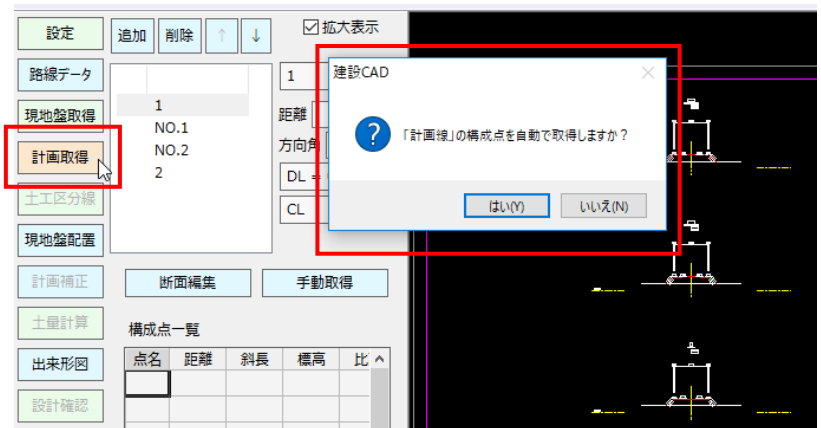 設定
追加
削除
↑
↓
拡大表示
路線データ
1
建設CAD
現地盤取得
1
距離
NO.1
「計画線」の構成点を自動で取得しますか？
計画取得
NO.2
方向角
2
DL =
土工区分線
CL
はい(Y)
いいえ(N)
現地盤配置
計画補正
断面編集
手動取得
土量計算
構成点一覧
出来形図
点名
距離
斜長
標高
比
設計確認